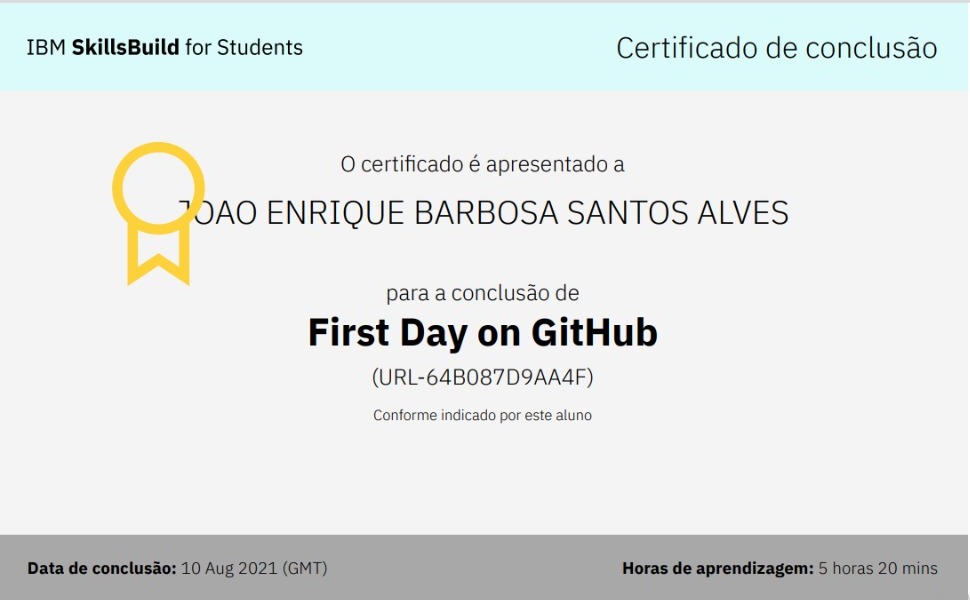 IBM SkillsBuild for Students
Certificado de conclusão
O certificado é apresentado a
JOAO ENRIQUE BARBOSA SANTOS ALVES
para a conclusão de
First Day on GitHub
(URL-64B087D9AA4F)
Conforme indicado por este aluno
Data de conclusão: 10 Aug 2021 (GMT)
Horas de aprendizagem: 5 horas 20 mins